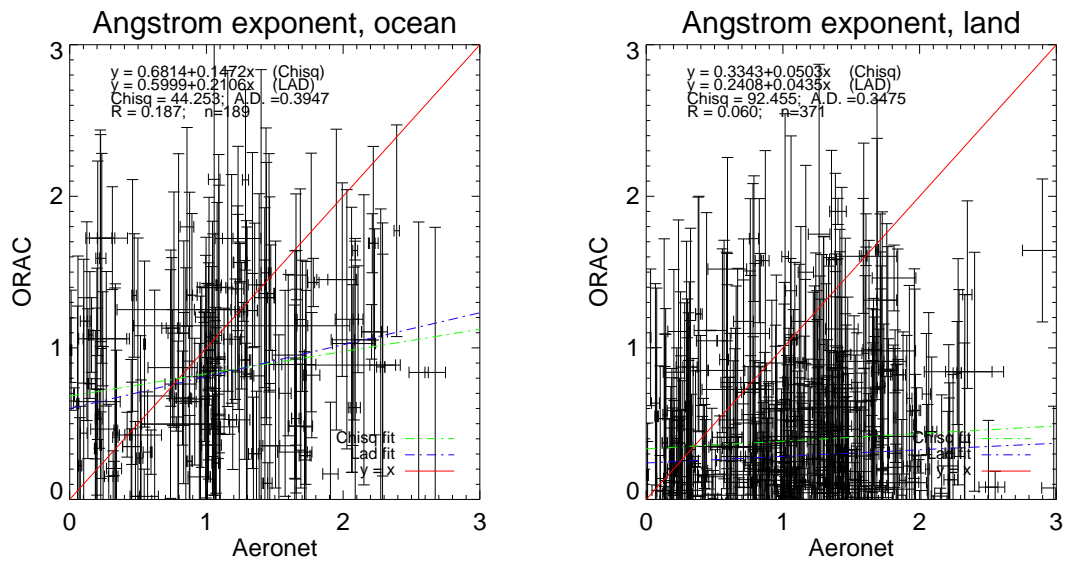 Angstrom exponent, ocean
3
2
1
0
ORAC
y = 0.6814+0.1472x (Chisq)
y = 0.5999+0.2106x (LAD)
Chisq = 44.253; A.D. =0.3947
R = 0.187; n=189
Chisq fit
Lad fit
y = x
0 1 2 3
Aeronet
Angstrom exponent, land
3
2
1
0
ORAC
y = 0.3343+0.0503x (Chisq)
y = 0.2408+0.0435x (LAD)
Chisq = 92.455; A.D. =0.3475
R = 0.060; n=371
Chisq fit
Lad fit
y = x
0 1 2 3
Aeronet